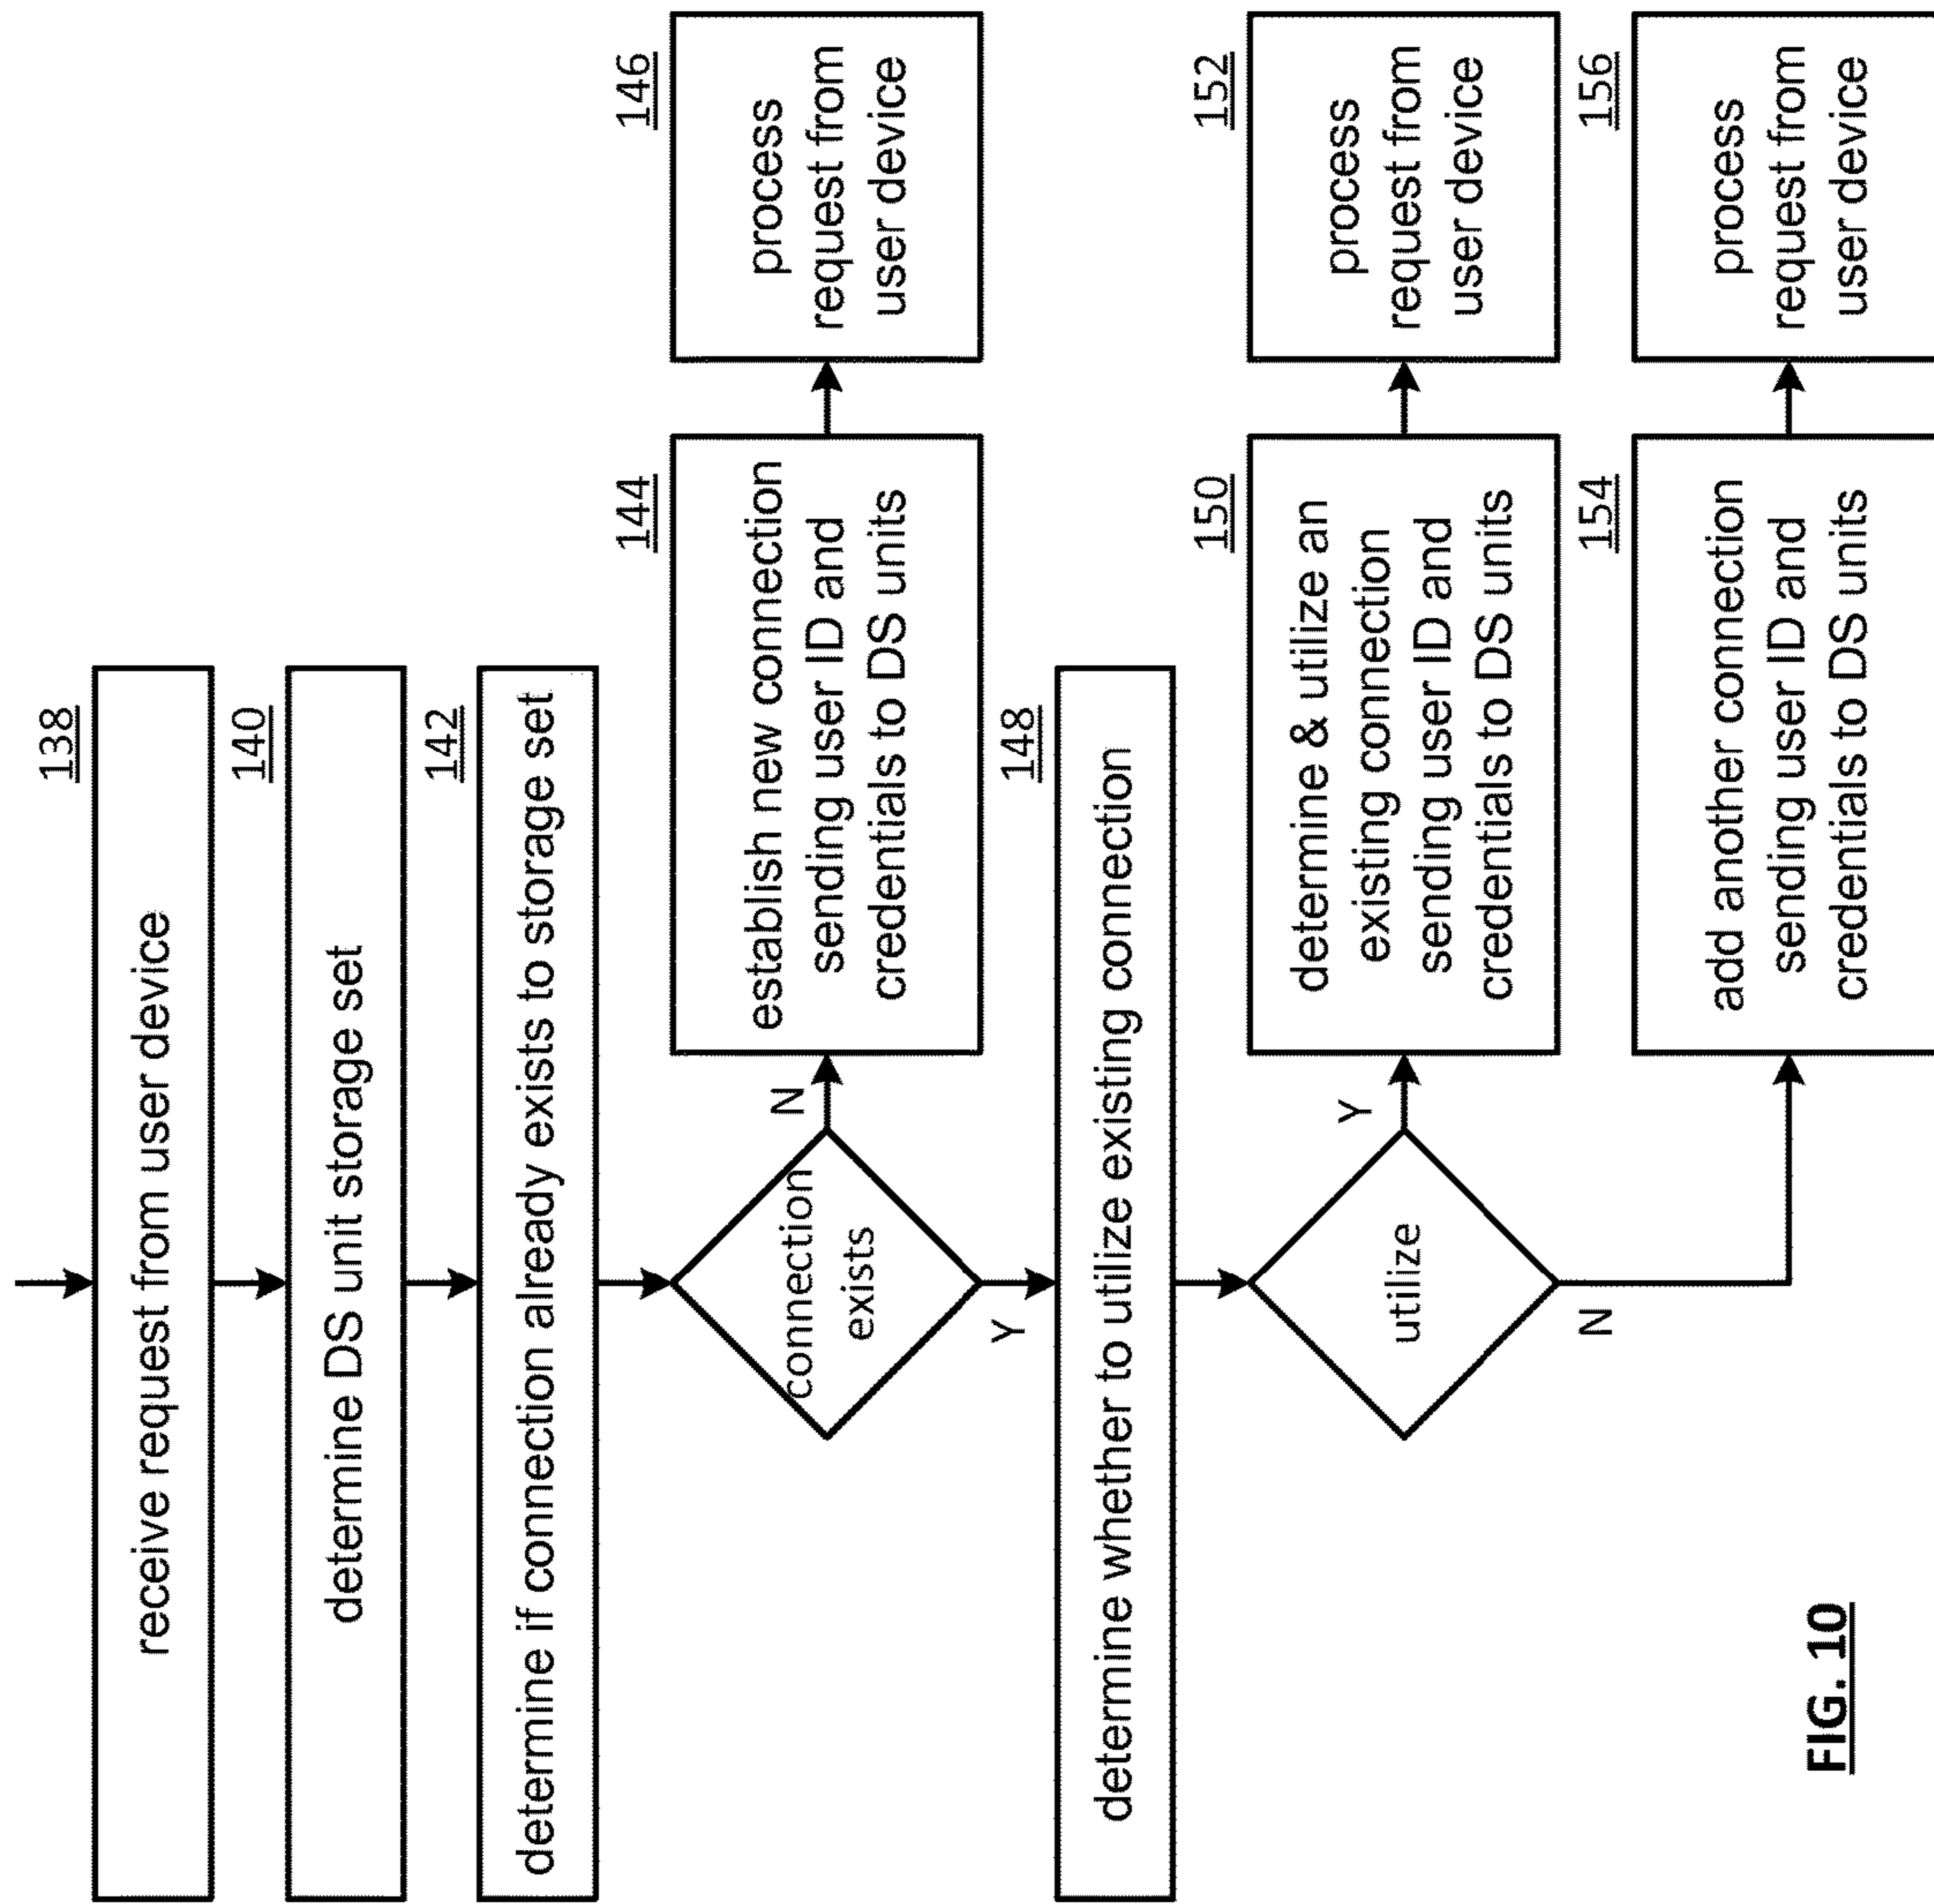 138
receive request from user device
140
determine DS unit storage set
142
determine if connection already exists to storage set
connection
exists
N
Y
144
establish new connection
sending user ID and
credentials to DS units
146
process
request from
user device
148
determine whether to utilize existing connection
utilize
Y
N
150
determine & utilize an
existing connection
sending user ID and
credentials to DS units
152
process
request from
user device
154
add another connection
sending user ID and
credentials to DS units
156
process
request from
user device
FIG. 10